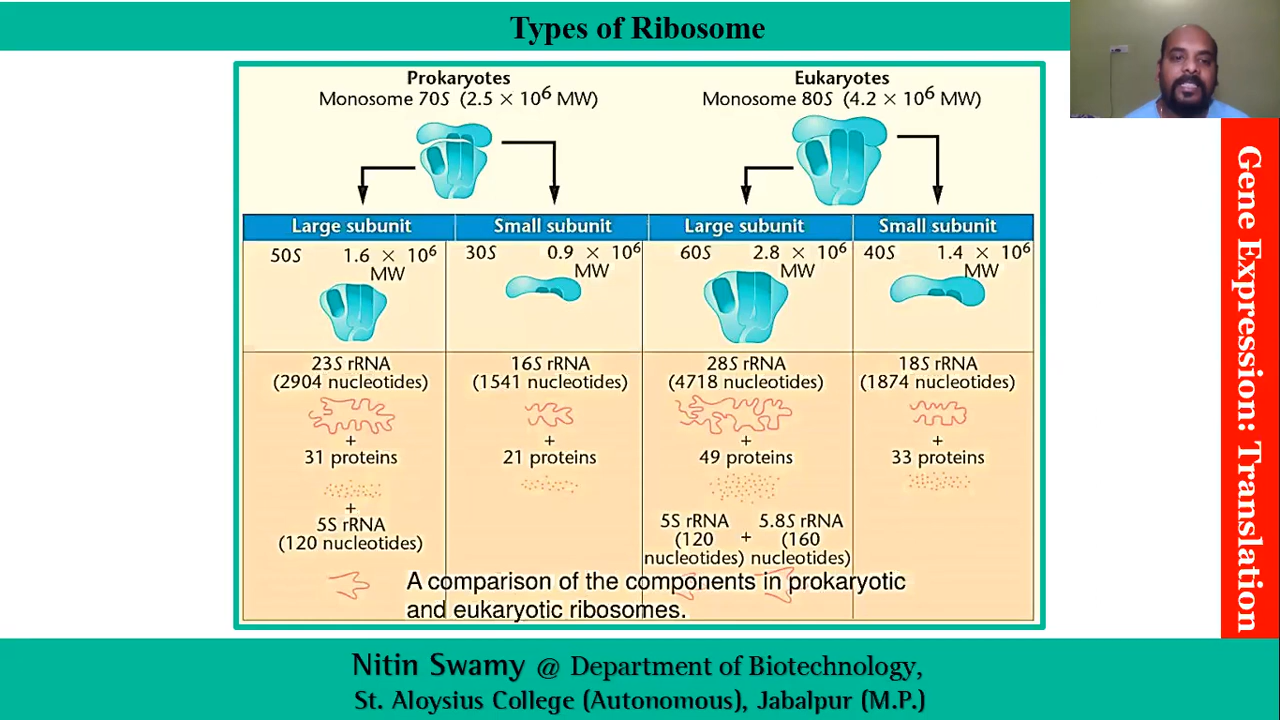 Types of Ribosome
Prokaryotes
Monosome 70S (2.5 × 10⁶ MW)
Eukaryotes
Monosome 80S (4.2 × 10⁶ MW)
Large subunit
Small subunit
Large subunit
Small subunit
50S 1.6 × 10⁶
MW
30S 0.9 × 10⁶
MW
60S 2.8 × 10⁶
MW
40S 1.4 × 10⁶
MW
23S rRNA
(2904 nucleotides)
+
31 proteins
+
5S rRNA
(120 nucleotides)
16S rRNA
(1541 nucleotides)
+
21 proteins
28S rRNA
(4718 nucleotides)
+
49 proteins
5S rRNA
(120
nucleotides)
+
5.8S rRNA
(160
nucleotides)
18S rRNA
(1874 nucleotides)
+
33 proteins
A comparison of the components in prokaryotic
and eukaryotic ribosomes.
Gene Expression: Translation
Nitin Swamy @ Department of Biotechnology,
St. Aloysius College (Autonomous), Jabalpur (M.P.)